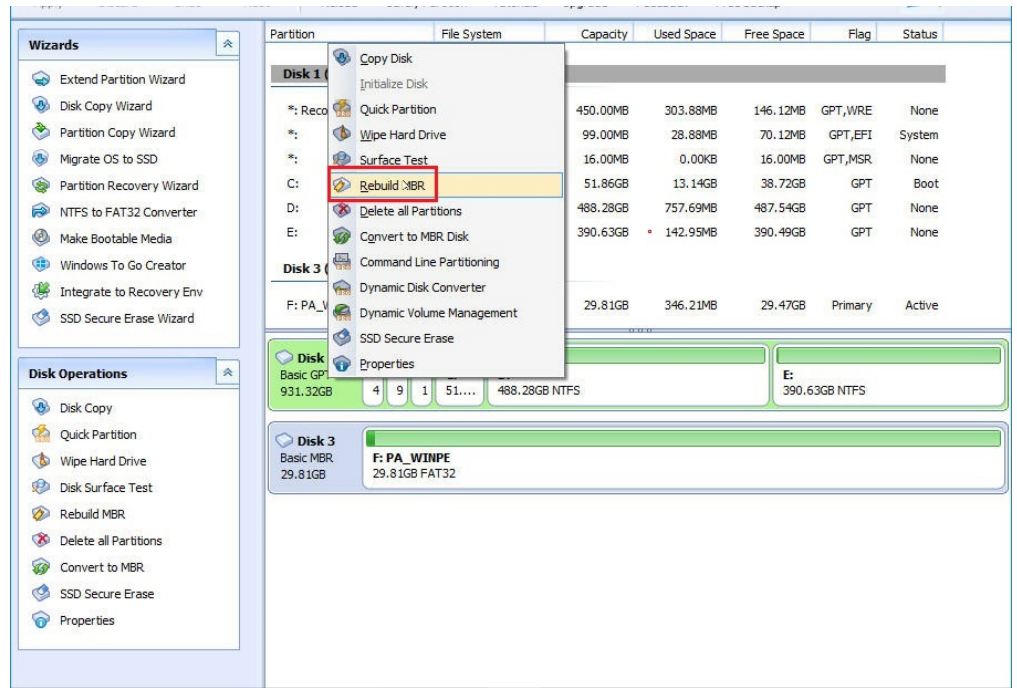 Partition File System Capacity Used Space Free Space Flag Status
Wizards
Extend Partition Wizard
Disk Copy Wizard
Partition Copy Wizard
Migrate OS to SSD
Partition Recovery Wizard
NTFS to FAT32 Converter
Make Bootable Media
Windows To Go Creator
Integrate to Recovery Env
SSD Secure Erase Wizard
Disk Operations
Disk Copy
Quick Partition
Wipe Hard Drive
Disk Surface Test
Rebuild MBR
Delete all Partitions
Convert to MBR
SSD Secure Erase
Properties
Disk 1 (
*: Reco 450.00MB 303.88MB 146.12MB GPT,WRE None
*: 99.00MB 28.88MB 70.12MB GPT,EFI System
*: 16.00MB 0.00KB 16.00MB GPT,MSR None
C: 51.86GB 13.14GB 38.72GB GPT Boot
D: 488.28GB 757.69MB 487.54GB GPT None
E: 390.63GB 142.95MB 390.49GB GPT None
Disk 3 (
F: PA_W 29.81GB 346.21MB 29.47GB Primary Active
Copy Disk
Initialize Disk
Quick Partition
Wipe Hard Drive
Surface Test
Rebuild MBR
Delete all Partitions
Convert to MBR Disk
Command Line Partitioning
Dynamic Disk Converter
Dynamic Volume Management
SSD Secure Erase
Properties
Disk
Basic GPT
931.32GB
4 9 1 51.... 488.28GB NTFS
E:
390.63GB NTFS
Disk 3
Basic MBR
29.81GB
F: PA_WINPE
29.81GB FAT32